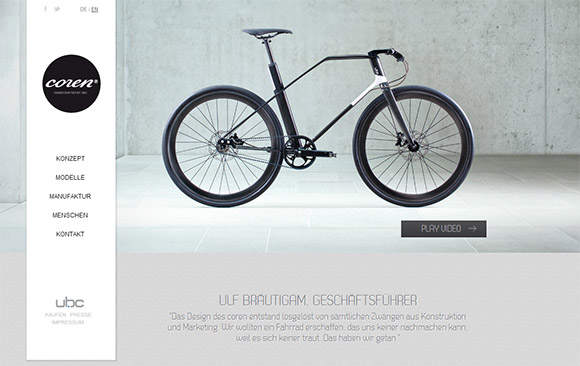 DE / EN
coren®
KONZEPT
MODELLE
MANUFAKTUR
MENSCHEN
KONTAKT
ubc
KAUFEN PRESSE
IMPRESSUM
PLAY VIDEO
ULF BRÄUTIGAM, GESCHÄFTSFÜHRER
"Das Design des coren entstand losgelöst von sämtlichen Zwängen aus Konstruktion
und Marketing. Wir wollten ein Fahrrad erschaffen, das uns keiner nachmachen kann,
weil es sich keiner traut. Das haben wir getan."